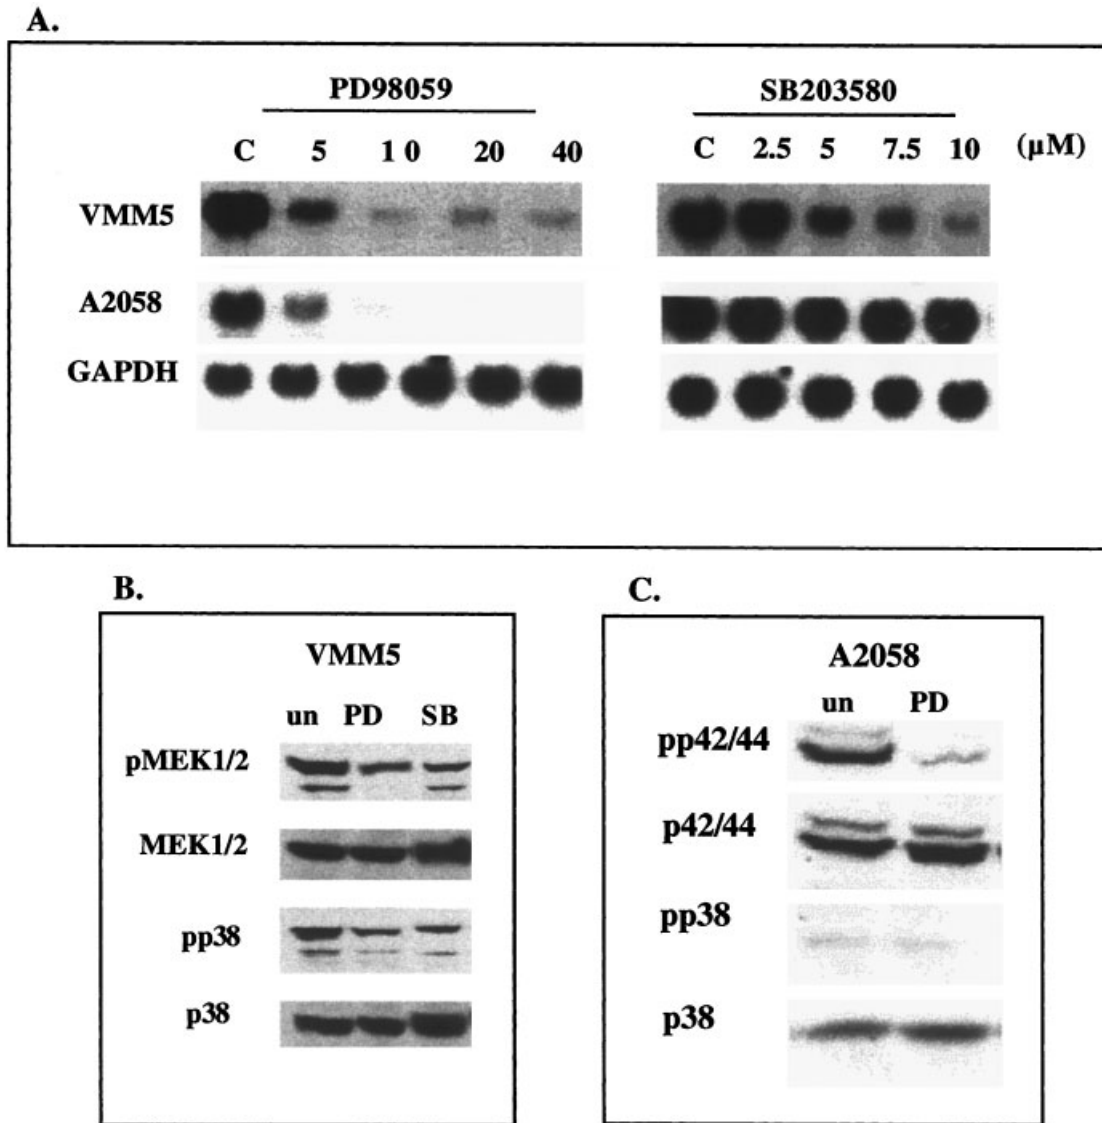 A.
PD98059 SB203580
C 5 1 0 20 40 C 2.5 5 7.5 10 (µM)
VMM5
A2058
GAPDH
B. C.
VMM5
un PD SB
pMEK1/2
MEK1/2
pp38
p38
A2058
un PD
pp42/44
p42/44
pp38
p38